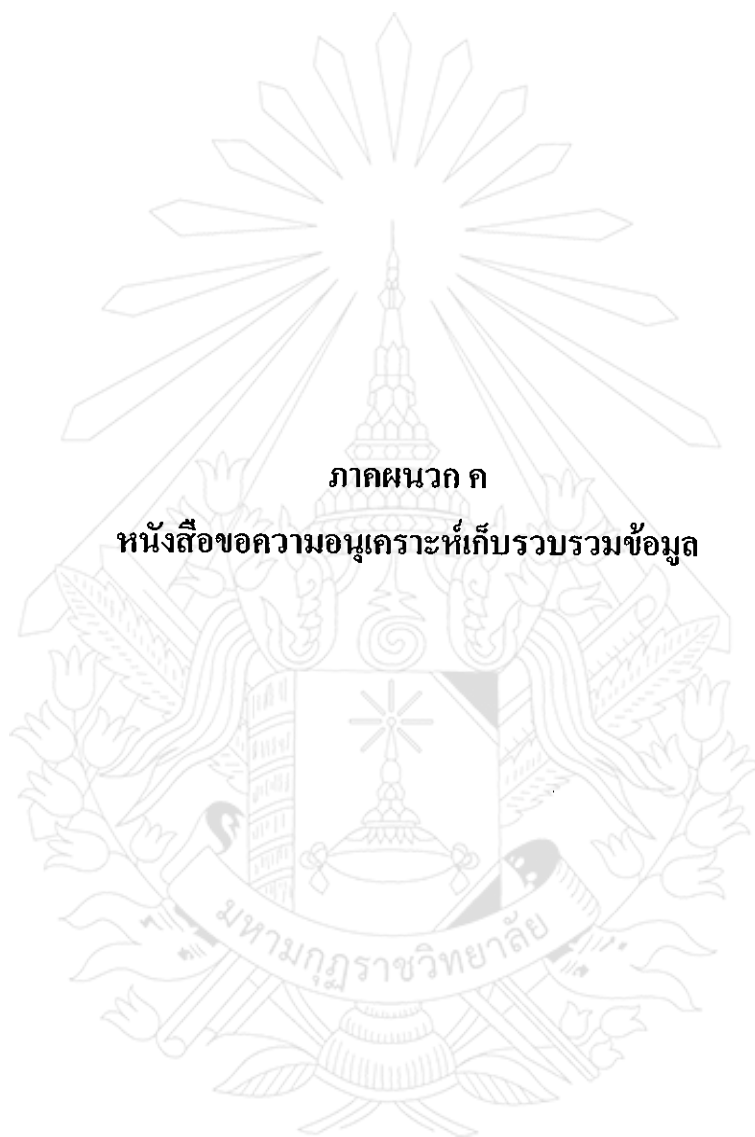 ภาคผนวก ค
หนังสือขอความอนุเคราะห์เก็บรวบรวมข้อมูล
มหามกุฏราชวิทยาลัย